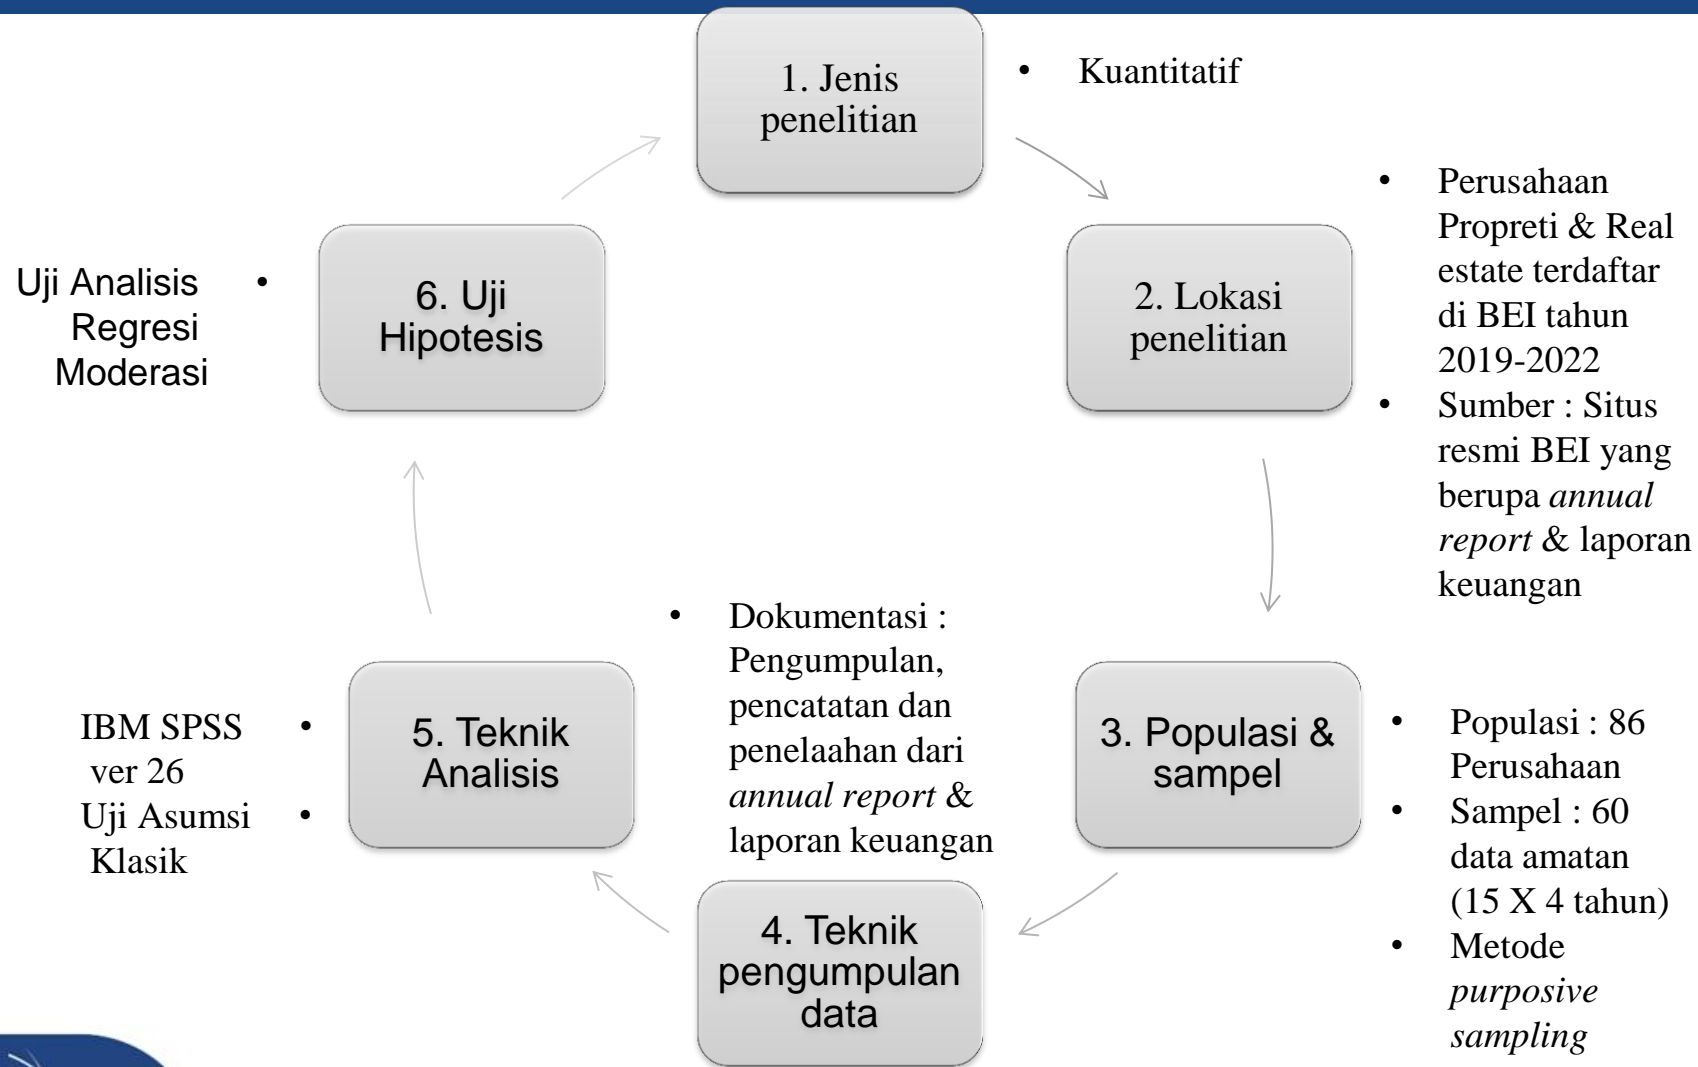 1. Jenis
penelitian
• Kuantitatif
2. Lokasi
penelitian
• Perusahaan
Propreti & Real
estate terdaftar
di BEI tahun
2019-2022
• Sumber : Situs
resmi BEI yang
berupa annual
report & laporan
keuangan
3. Populasi &
sampel
• Populasi : 86
Perusahaan
• Sampel : 60
data amatan
(15 X 4 tahun)
• Metode
purposive
sampling
4. Teknik
pengumpulan
data
• Dokumentasi :
Pengumpulan,
pencatatan dan
penelaahan dari
annual report &
laporan keuangan
5. Teknik
Analisis
IBM SPSS •
ver 26
Uji Asumsi •
Klasik
6. Uji
Hipotesis
Uji Analisis •
Regresi
Moderasi